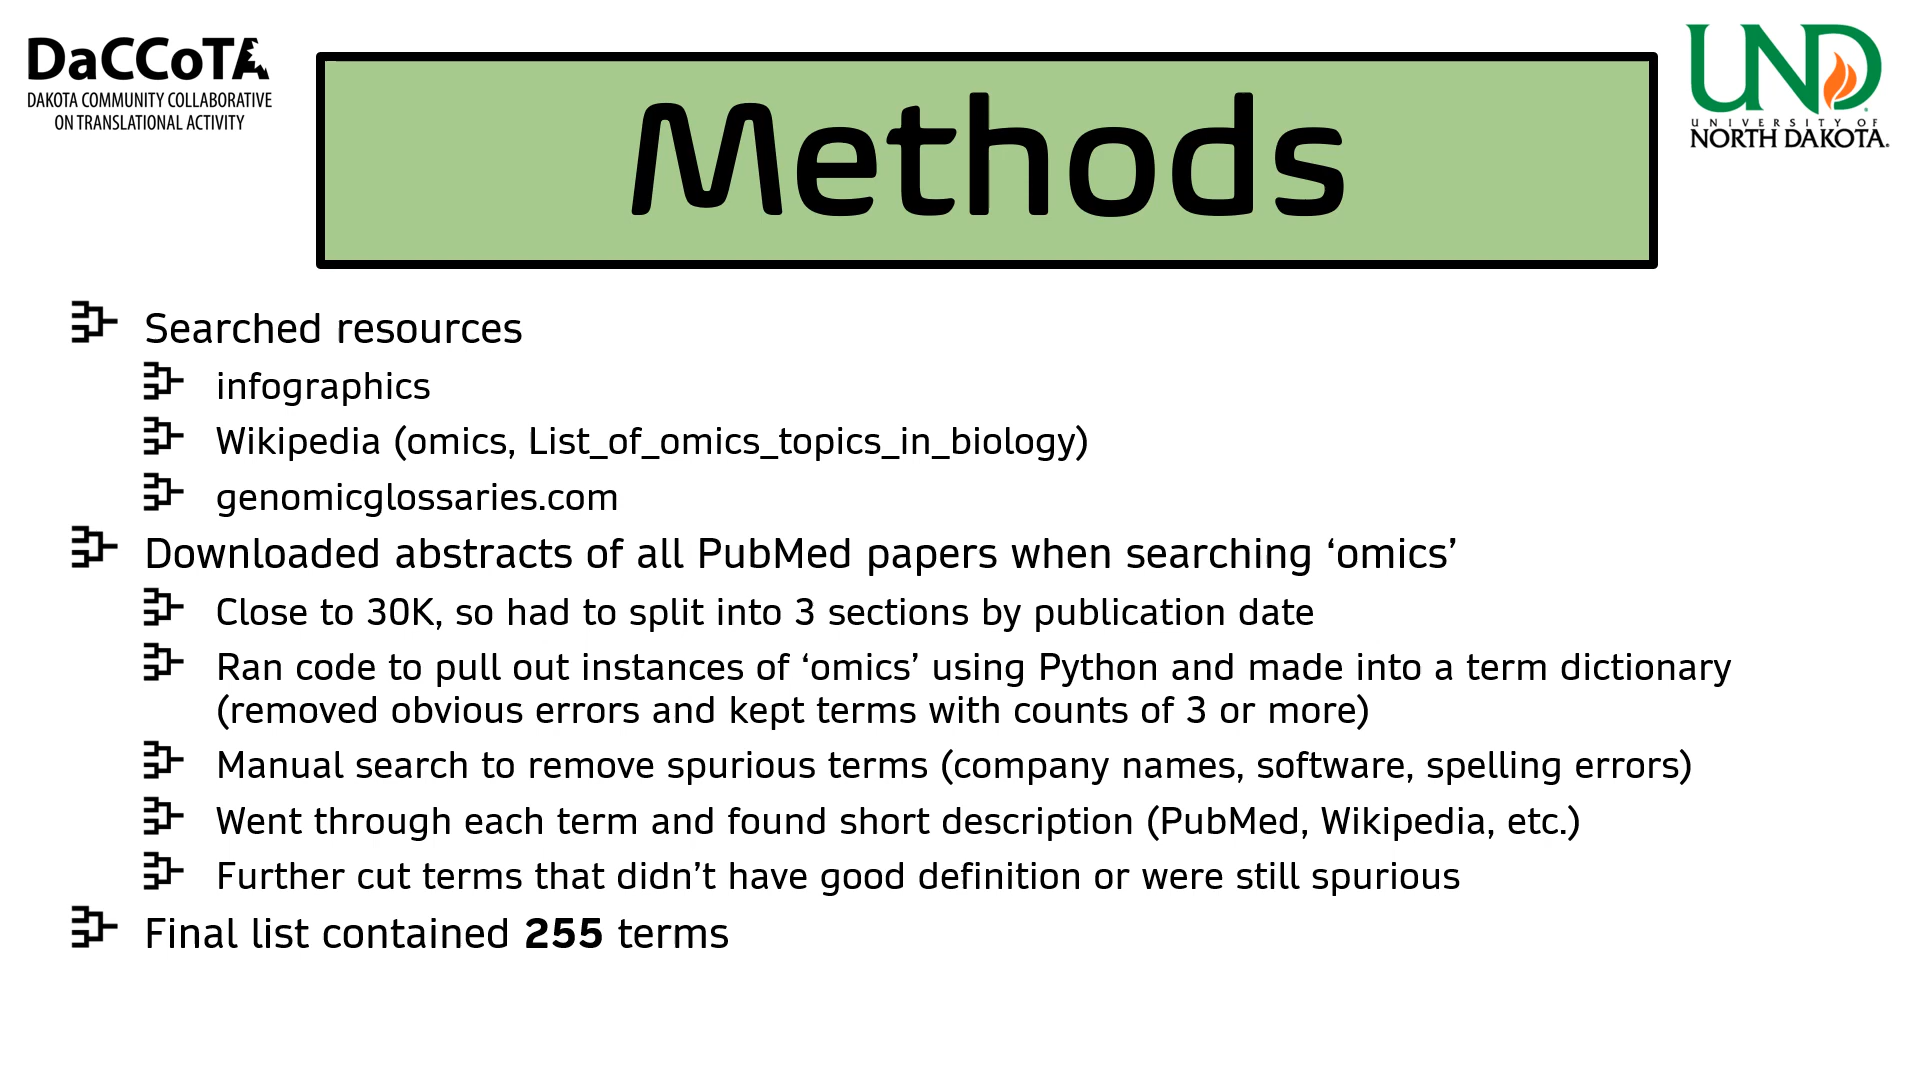 DaCCoTA
DAKOTA COMMUNITY COLLABORATIVE
ON TRANSLATIONAL ACTIVITY
Methods
UND
UNIVERSITY OF
NORTH DAKOTA.
Searched resources
infographics
Wikipedia (omics, List_of_omics_topics_in_biology)
genomicglossaries.com
Downloaded abstracts of all PubMed papers when searching ‘omics’
Close to 30K, so had to split into 3 sections by publication date
Ran code to pull out instances of ‘omics’ using Python and made into a term dictionary
(removed obvious errors and kept terms with counts of 3 or more)
Manual search to remove spurious terms (company names, software, spelling errors)
Went through each term and found short description (PubMed, Wikipedia, etc.)
Further cut terms that didn’t have good definition or were still spurious
Final list contained 255 terms